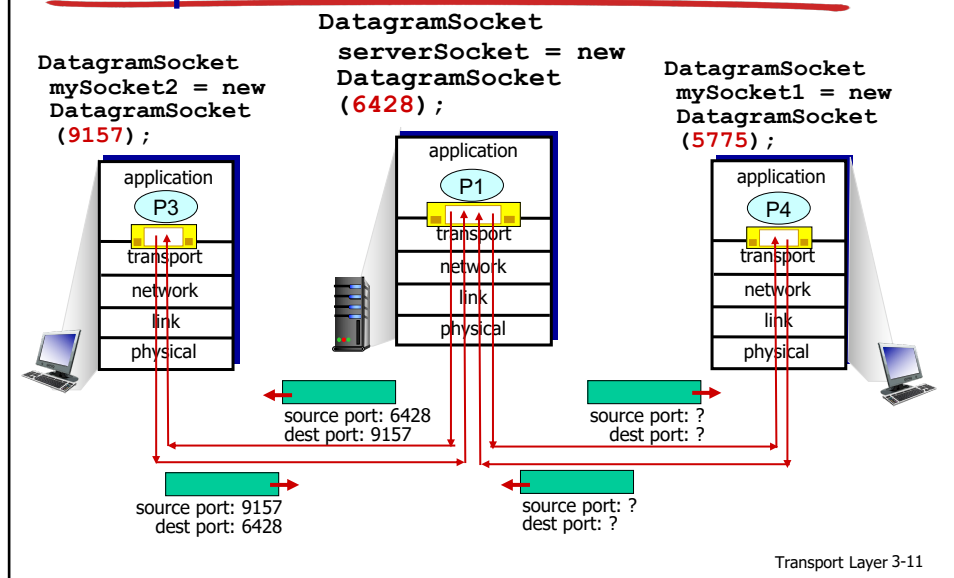 DatagramSocket
serverSocket = new
DatagramSocket
(6428);
DatagramSocket
mySocket2 = new
DatagramSocket
(9157);
DatagramSocket
mySocket1 = new
DatagramSocket
(5775);
application
P3
transport
network
link
physical
application
P1
transport
network
link
physical
application
P4
transport
network
link
physical
source port: 6428
dest port: 9157
source port: ?
dest port: ?
source port: 9157
dest port: 6428
source port: ?
dest port: ?
Transport Layer 3-11